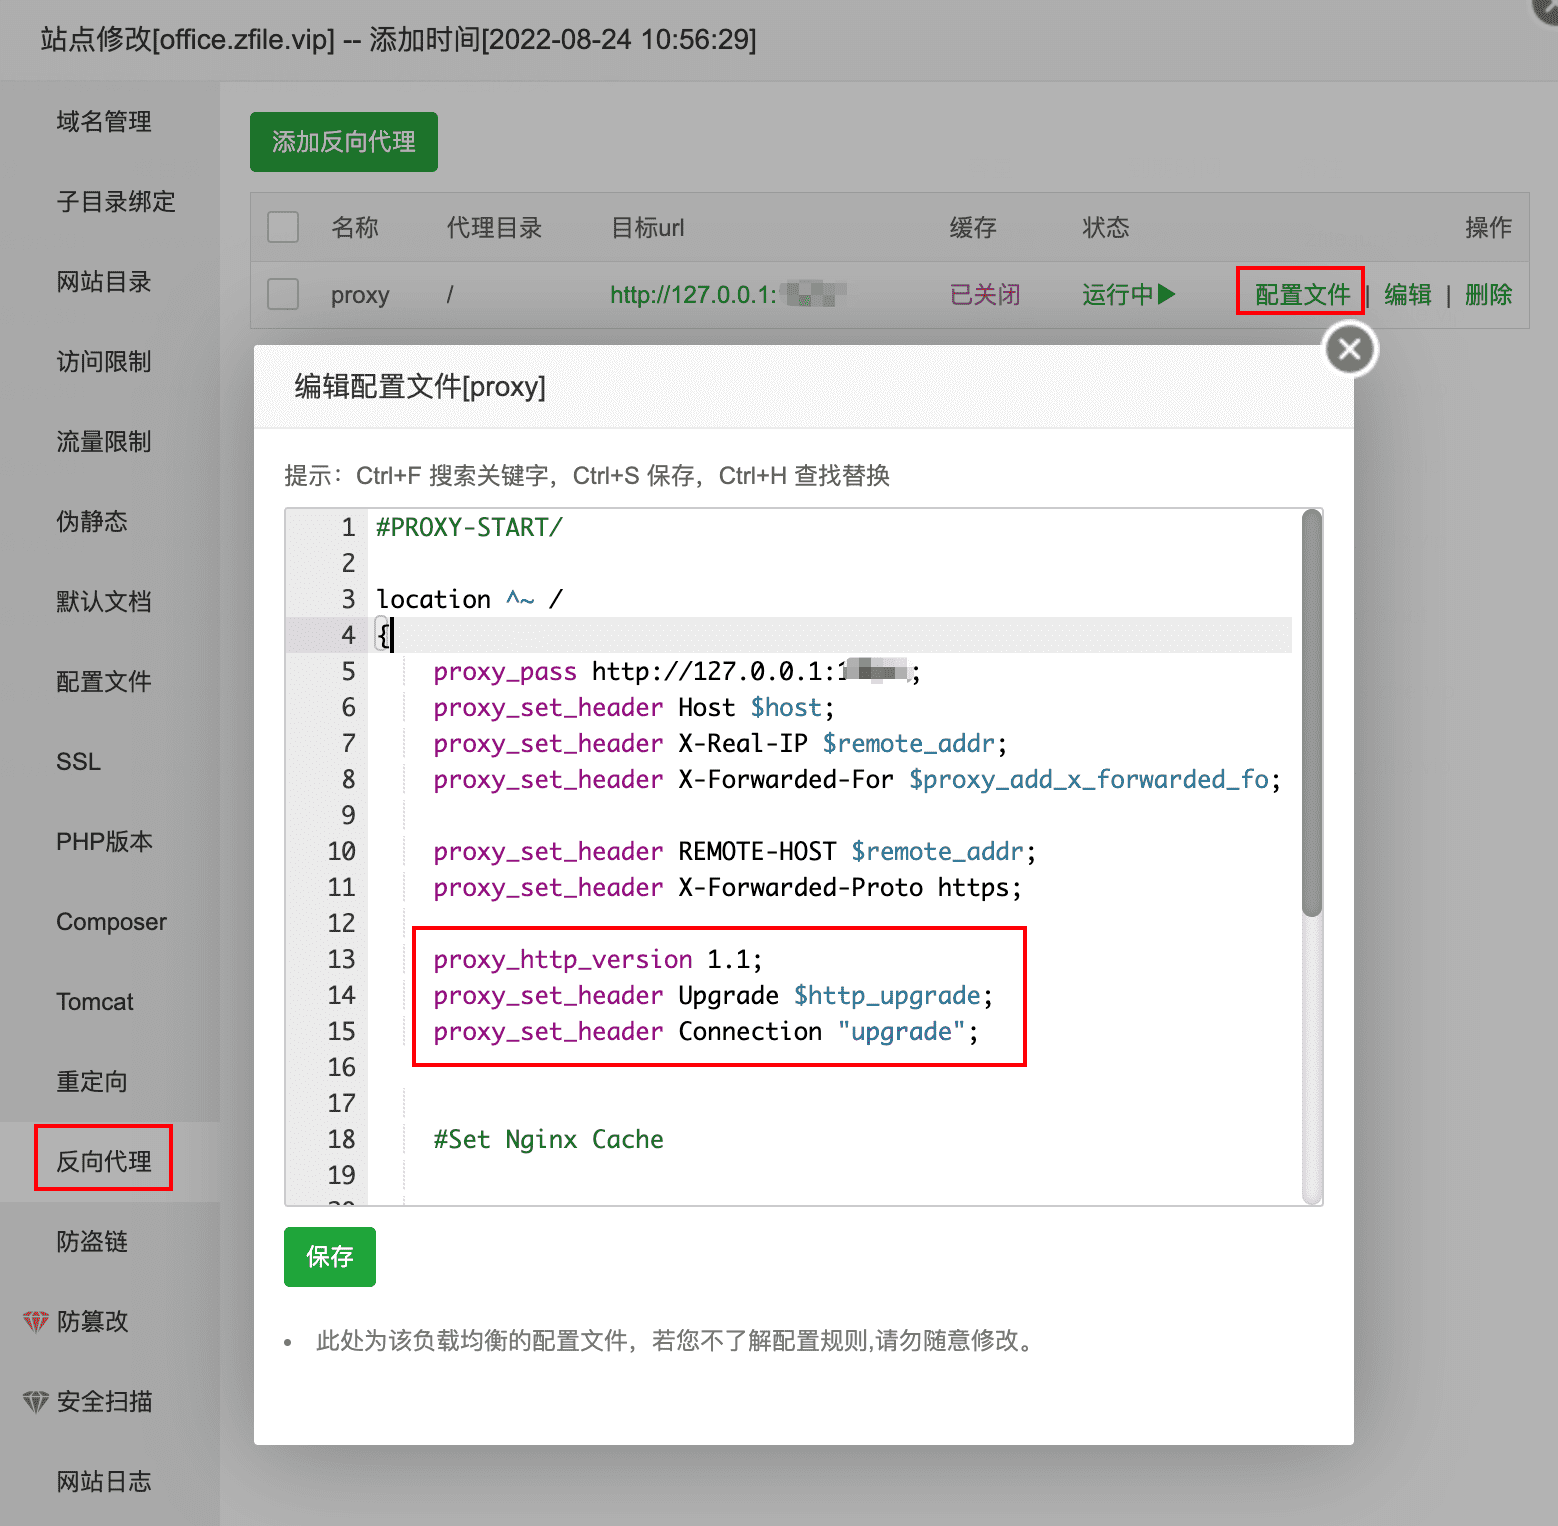 站点修改[office.zfile.vip] -- 添加时间[2022-08-24 10:56:29]
域名管理
子目录绑定
网站目录
访问限制
流量限制
伪静态
默认文档
配置文件
SSL
PHP版本
Composer
Tomcat
重定向
反向代理
防盗链
防篡改
安全扫描
网站日志
添加反向代理
名称 代理目录 目标url 缓存 状态 操作
proxy / http://127.0.0.1: 已关闭 运行中 配置文件 | 编辑 | 删除
编辑配置文件[proxy]
提示：Ctrl+F 搜索关键字，Ctrl+S 保存，Ctrl+H 查找替换
1 #PROXY-START/
2
3 location ^~ /
4 {
5 proxy_pass http://127.0.0.1: ;
6 proxy_set_header Host $host;
7 proxy_set_header X-Real-IP $remote_addr;
8 proxy_set_header X-Forwarded-For $proxy_add_x_forwarded_fo;
9
10 proxy_set_header REMOTE-HOST $remote_addr;
11 proxy_set_header X-Forwarded-Proto https;
12
13 proxy_http_version 1.1;
14 proxy_set_header Upgrade $http_upgrade;
15 proxy_set_header Connection "upgrade";
16
17
18 #Set Nginx Cache
19
保存
• 此处为该负载均衡的配置文件，若您不了解配置规则,请勿随意修改。